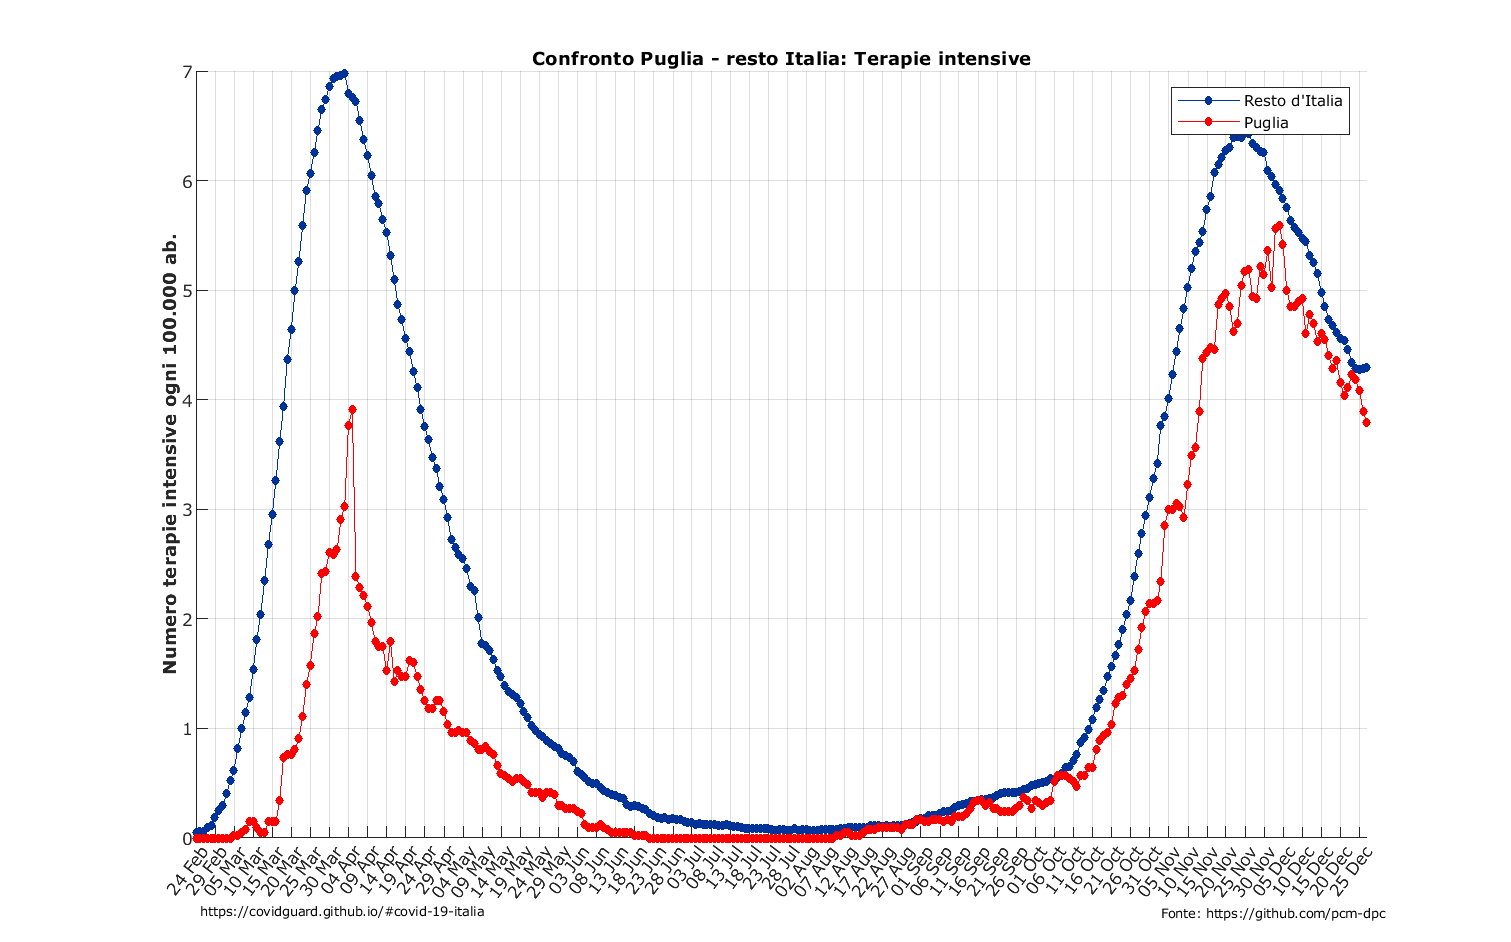 Confronto Puglia - resto Italia: Terapie intensive
Numero terapie intensive ogni 100.000 ab.
7
6
5
4
3
2
1
0
Resto d'Italia
Puglia
24 Feb
29 Feb
05 Mar
10 Mar
15 Mar
20 Mar
25 Mar
30 Mar
04 Apr
09 Apr
14 Apr
19 Apr
24 Apr
29 Apr
04 May
09 May
14 May
19 May
24 May
29 May
03 Jun
08 Jun
13 Jun
18 Jun
23 Jun
28 Jun
03 Jul
08 Jul
13 Jul
18 Jul
23 Jul
28 Jul
02 Aug
07 Aug
12 Aug
17 Aug
22 Aug
27 Aug
01 Sep
06 Sep
11 Sep
16 Sep
21 Sep
26 Sep
01 Oct
06 Oct
11 Oct
16 Oct
21 Oct
26 Oct
31 Oct
05 Nov
10 Nov
15 Nov
20 Nov
25 Nov
30 Nov
05 Dec
10 Dec
15 Dec
20 Dec
25 Dec
https://covidguard.github.io/#covid-19-italia
Fonte: https://github.com/pcm-dpc